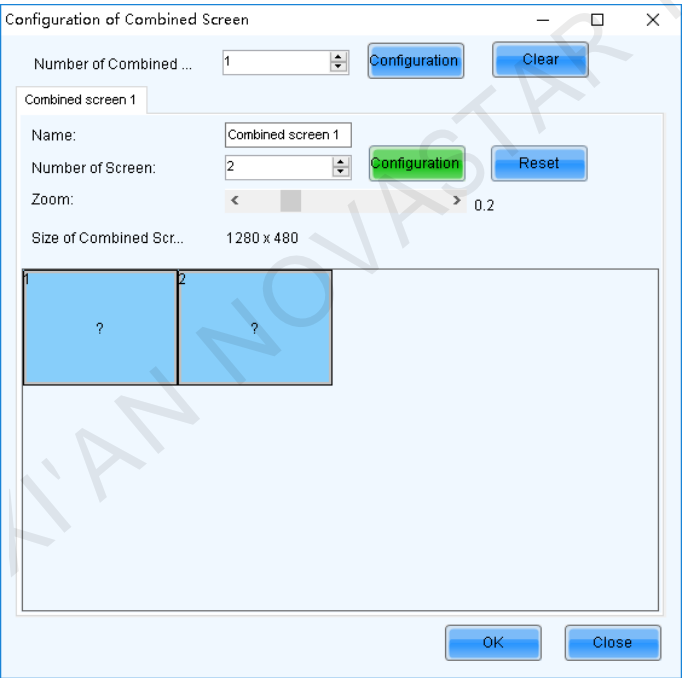 Configuration of Combined Screen
Number of Combined ...
1
Configuration
Clear
Combined screen 1
Name:
Combined screen 1
Number of Screen:
2
Configuration
Reset
Zoom:
0.2
Size of Combined Scr...
1280 x 480
1
2
?
?
OK
Close
XI'AN NOVASTAR